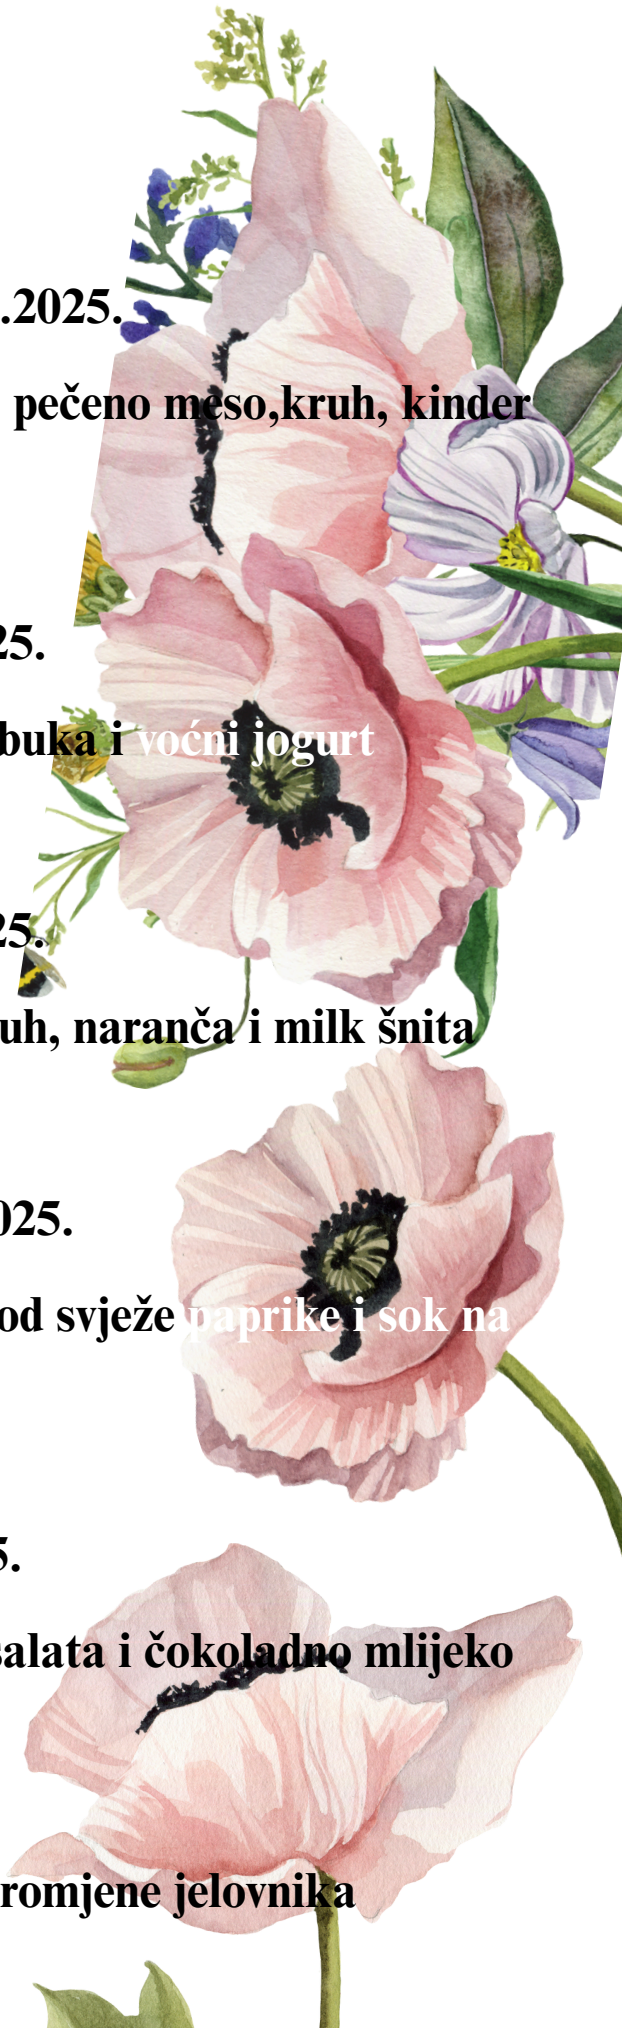 .2025.
pečeno meso,kruh, kinder
25.
buka i voćni jogurt
25.
uh, naranča i milk šnita
025.
od svježe paprike i sok na
5.
salata i čokoladno mlijeko
romjene jelovnika